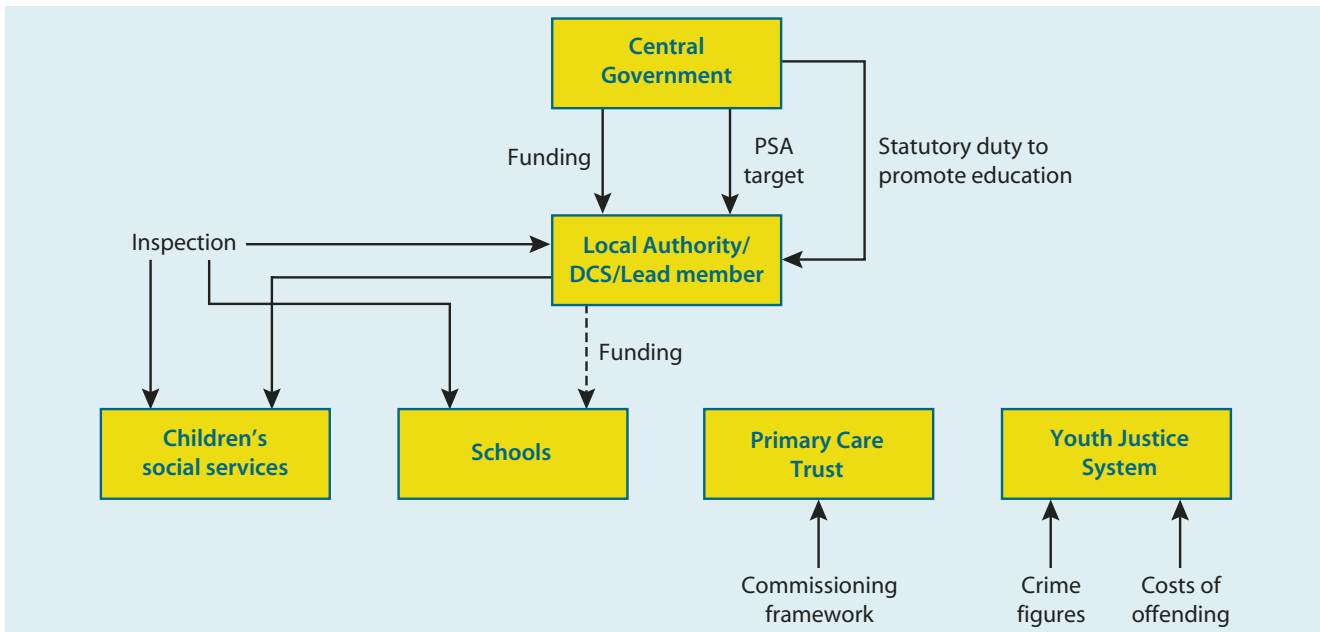 Central
Government
Funding
PSA
target
Statutory duty to
promote education
Inspection
Local Authority/
DCS/Lead member
Funding
Children's
social services
Schools
Primary Care
Trust
Youth Justice
System
Commissioning
framework
Crime
figures
Costs of
offending